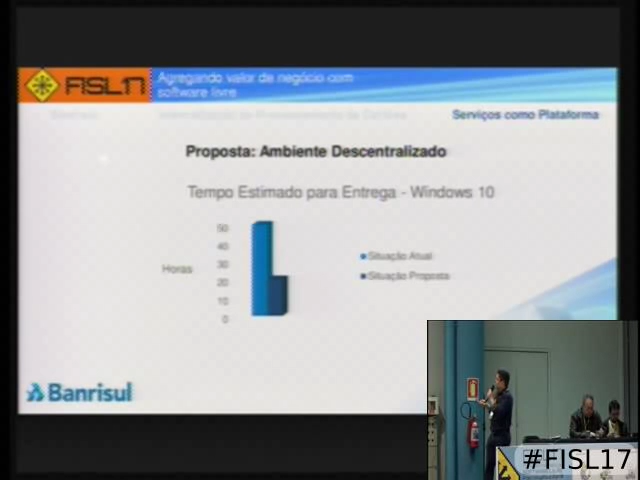 FISL17
Agregando valor de negócio com
software livre
Serviços como Plataforma
Proposta: Ambiente Descentralizado
Tempo Estimado para Entrega - Windows 10
50
40
30
20
10
0
Horas
Situação Atual
Situação Proposta
Banrisul
#FISL17